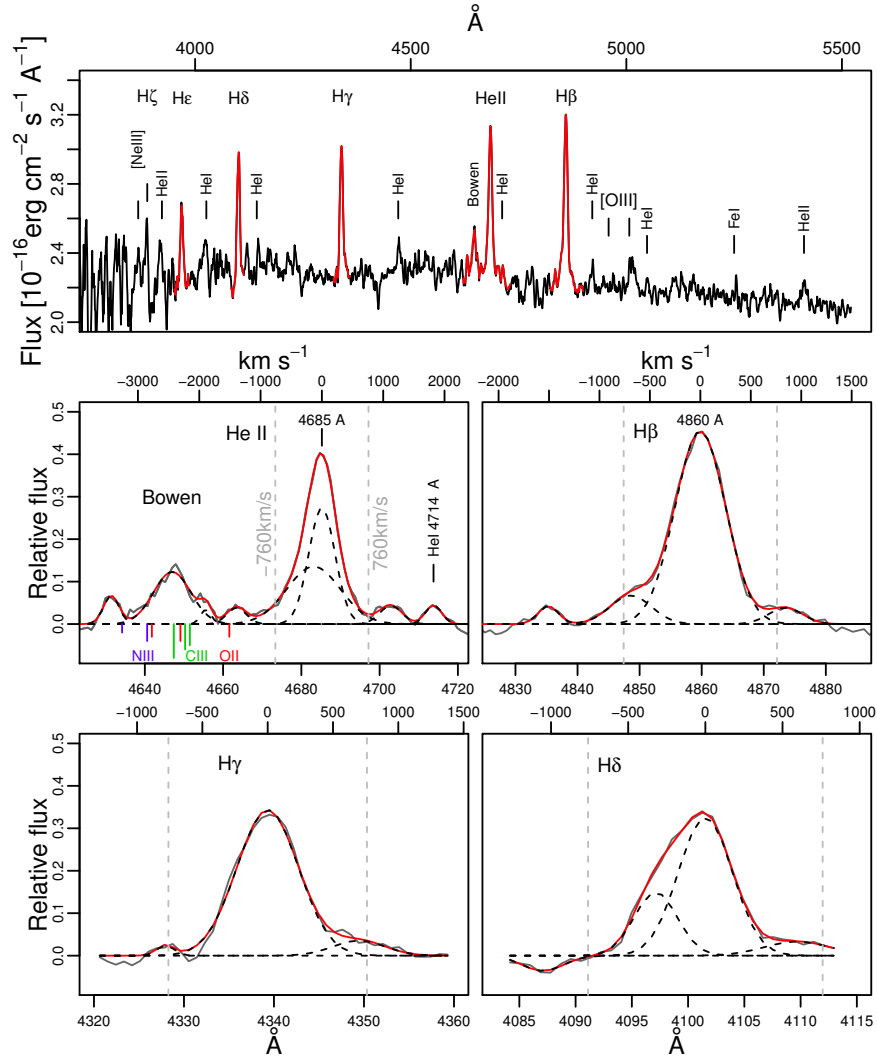 Å
4000 4500 5000 5500
Flux [10−16erg cm−2 s−1 A−1]
2.0 2.4 2.8 3.2
[NeIII]
Hζ
HeII
Hε
HeI
Hδ
HeI
Hγ
HeI
Bowen
HeII
HeI
Hβ
HeI
[OIII]
HeI
FeI
HeII
km s−1
−3000 −2000 −1000 0 1000 2000
Relative flux
0.0 0.1 0.2 0.3 0.4 0.5
He II
4685 A
Bowen
−760km/s
760km/s
HeI 4714 A
NIII
CIII
OII
4640 4660 4680 4700 4720
km s−1
−2000 −1000 −500 0 500 1000 1500
Hβ
4860 A
4830 4840 4850 4860 4870 4880
−1000 −500 0 500 1000 1500
Relative flux
0.0 0.1 0.2 0.3 0.4 0.5
Hγ
4320 4330 4340 4350 4360
Å
−1000 −500 0 500 1000
Hδ
4085 4090 4095 4100 4105 4110 4115
Å